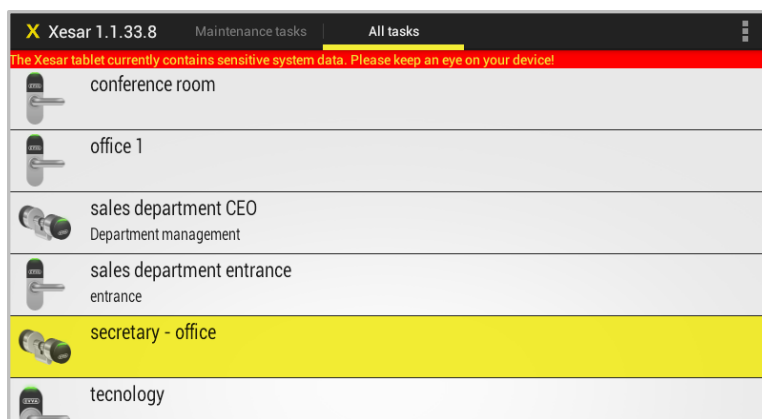 X Xesar 1.1.33.8 Maintenance tasks All tasks
The Xesar tablet currently contains sensitive system data. Please keep an eye on your device!
conference room
office 1
sales department CEO
Department management
sales department entrance
entrance
secretary - office
tecnology